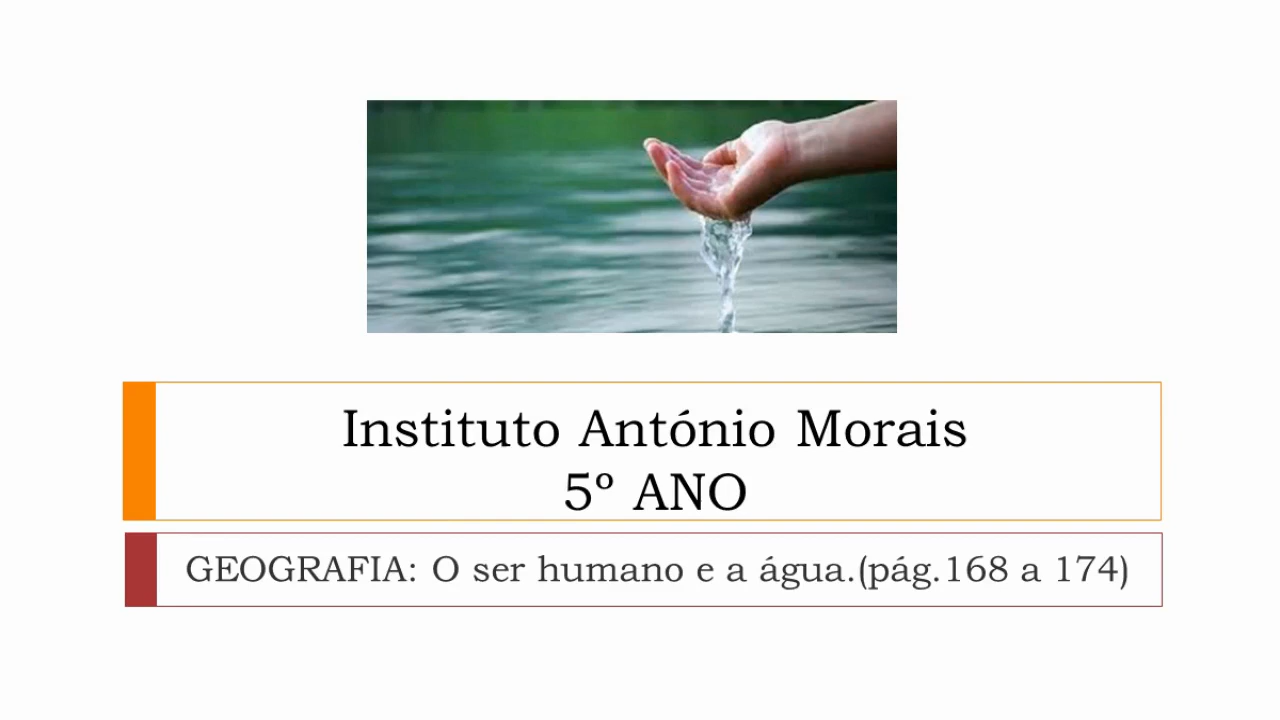 Instituto António Morais
5º ANO
GEOGRAFIA: O ser humano e a água.(pág.168 a 174)